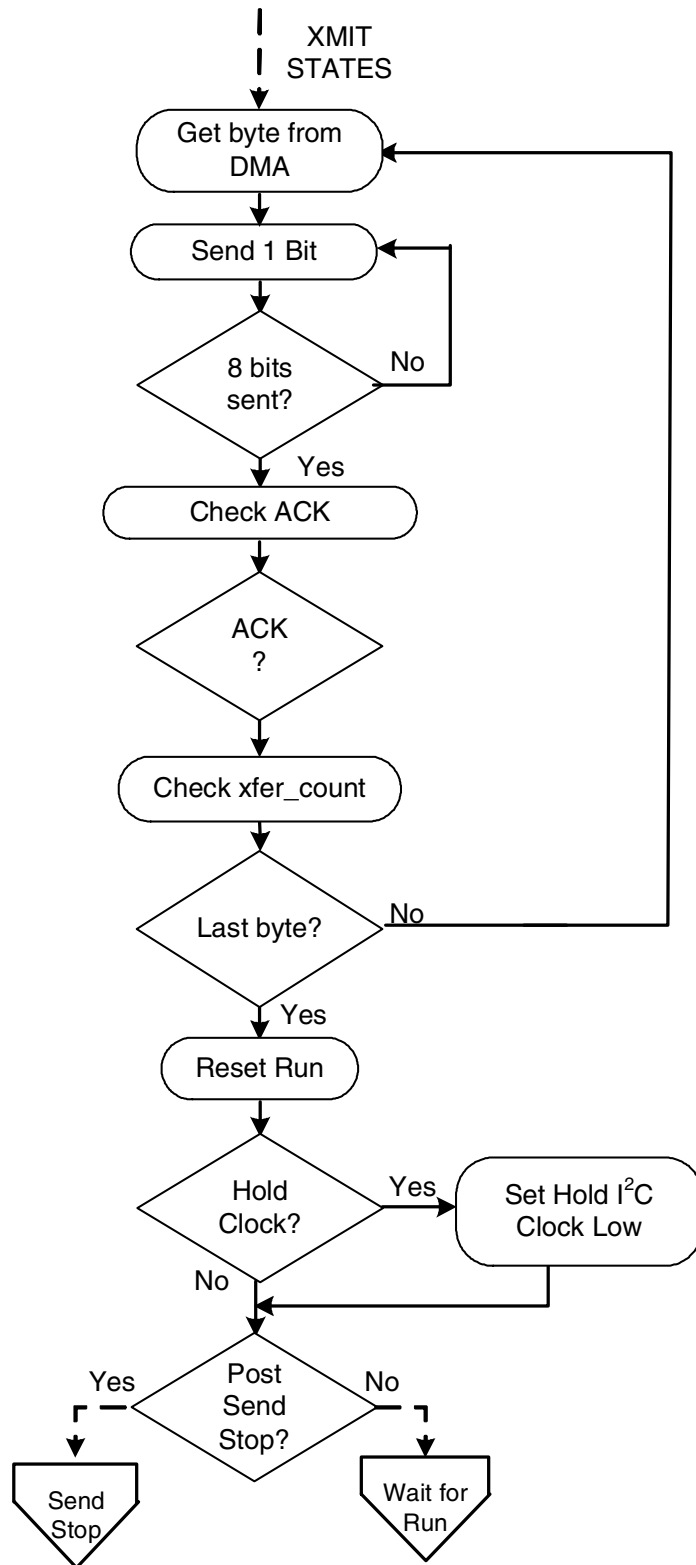 XMIT
STATES
Get byte from
DMA
Send 1 Bit
8 bits
sent?
No
Yes
Check ACK
ACK
?
Check xfer_count
Last byte?
No
Yes
Reset Run
Hold
Clock?
Yes
Set Hold I²C
Clock Low
No
Post
Send
Stop?
Yes
No
Send
Stop
Wait for
Run